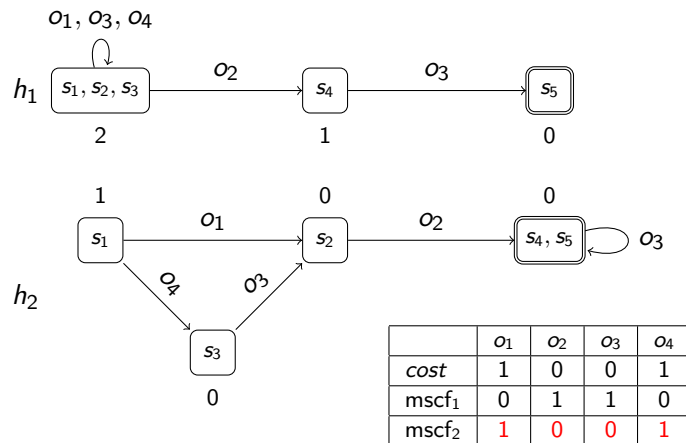 o₁, o₃, o₄
h₁
s₁, s₂, s₃
o₂
s₄
o₃
s₅
2
1
0
1
0
0
s₁
o₁
s₂
o₂
s₄, s₅
o₃
o₄
o₃
h₂
s₃
0
o₁ o₂ o₃ o₄
cost 1 0 0 1
mscf₁ 0 1 1 0
mscf₂ 1 0 0 1